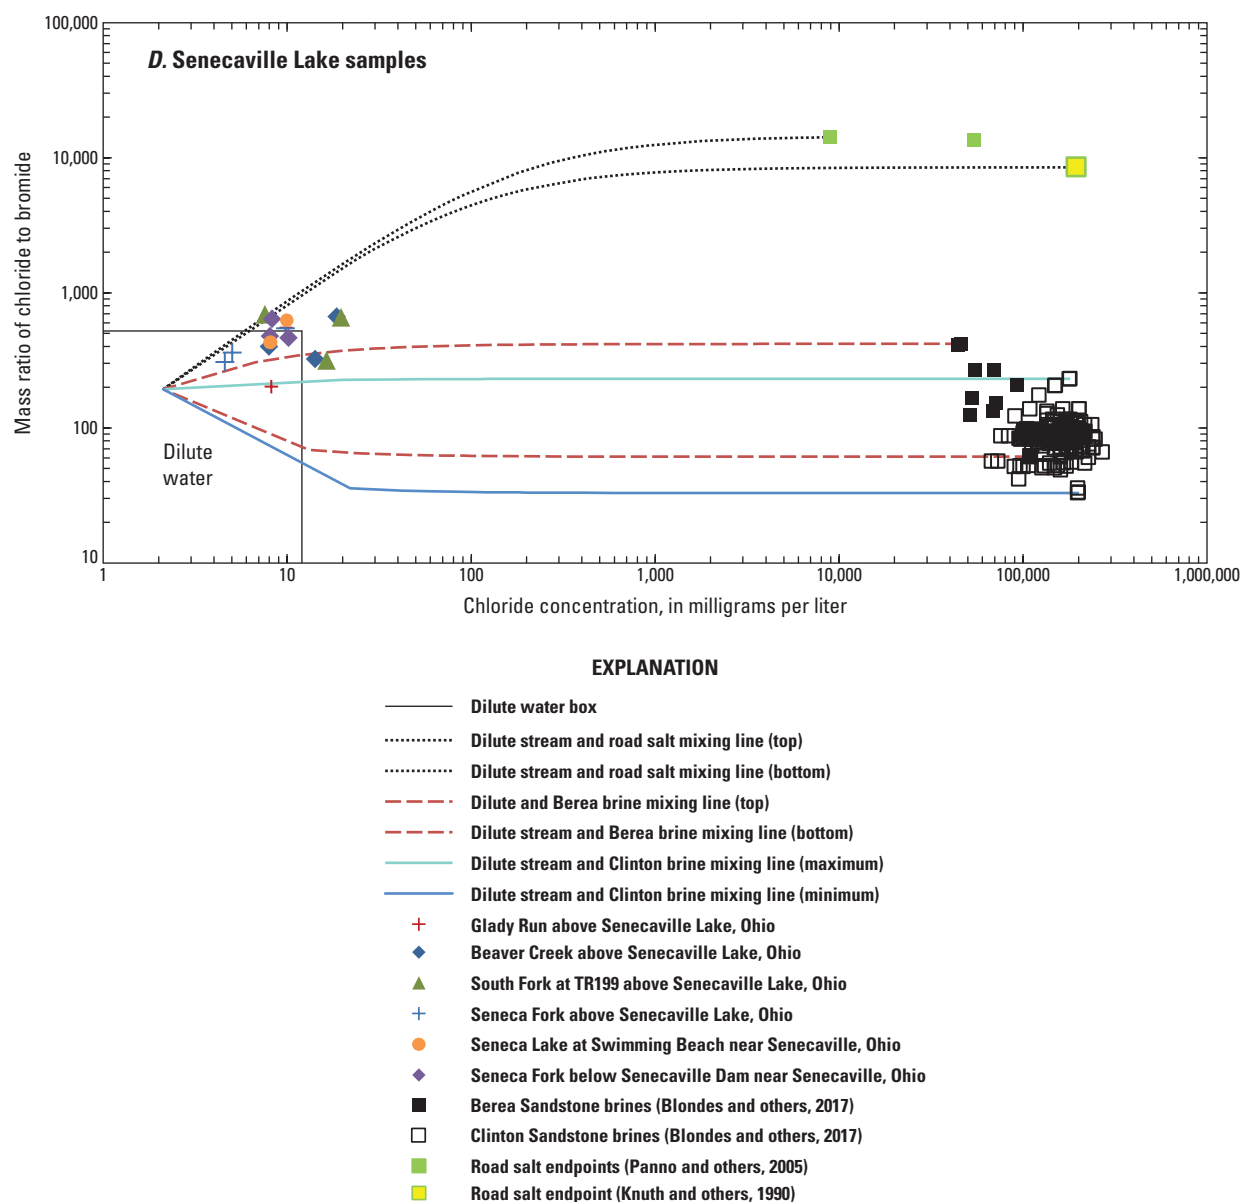 D. Senecaville Lake samples
Mass ratio of chloride to bromide
100,000
10,000
1,000
100
10
Dilute
water
1 10 100 1,000 10,000 100,000 1,000,000
Chloride concentration, in milligrams per liter
EXPLANATION
Dilute water box
Dilute stream and road salt mixing line (top)
Dilute stream and road salt mixing line (bottom)
Dilute and Berea brine mixing line (top)
Dilute stream and Berea brine mixing line (bottom)
Dilute stream and Clinton brine mixing line (maximum)
Dilute stream and Clinton brine mixing line (minimum)
Glady Run above Senecaville Lake, Ohio
Beaver Creek above Senecaville Lake, Ohio
South Fork at TR199 above Senecaville Lake, Ohio
Seneca Fork above Senecaville Lake, Ohio
Seneca Lake at Swimming Beach near Senecaville, Ohio
Seneca Fork below Senecaville Dam near Senecaville, Ohio
Berea Sandstone brines (Blondes and others, 2017)
Clinton Sandstone brines (Blondes and others, 2017)
Road salt endpoints (Panno and others, 2005)
Road salt endpoint (Knuth and others, 1990)